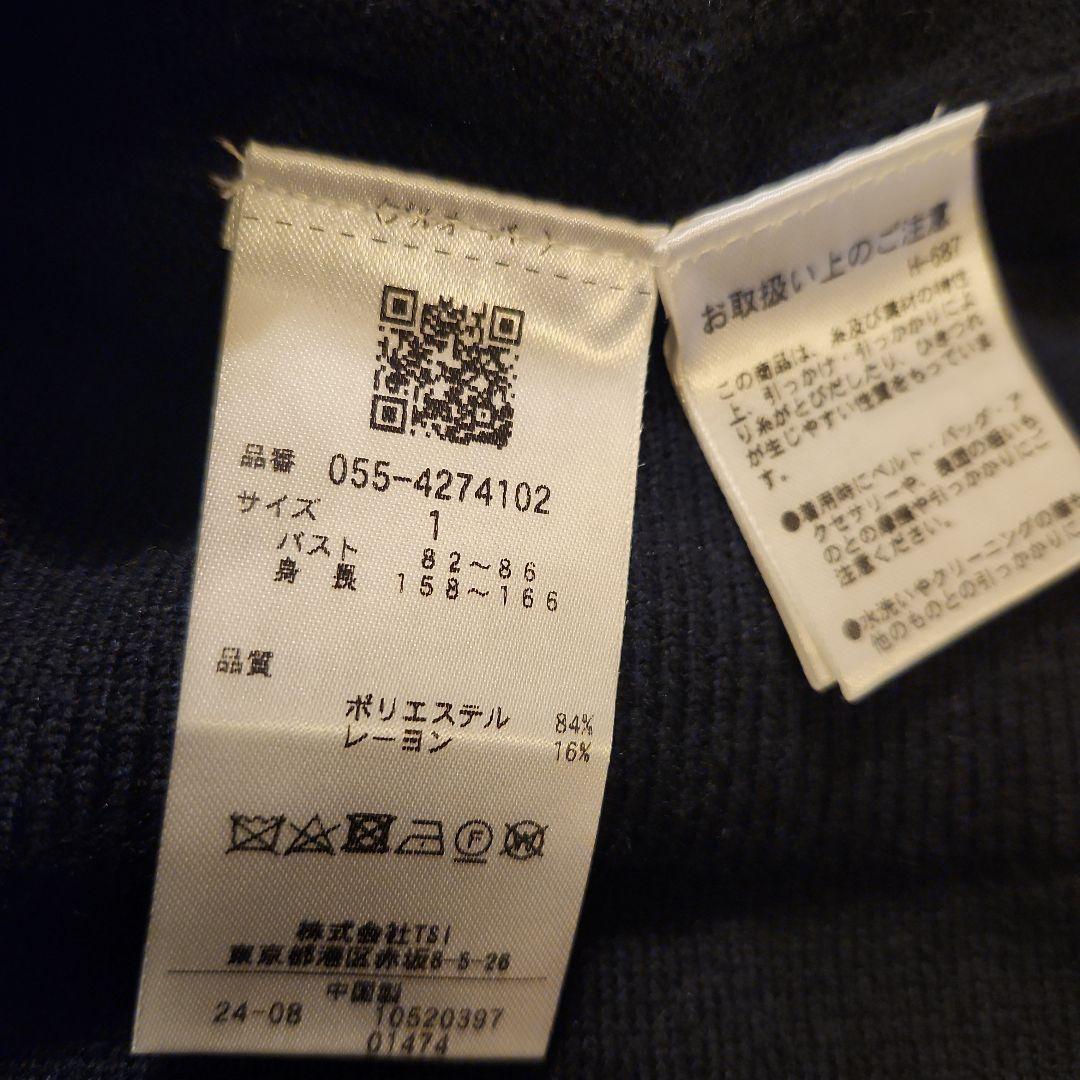 (プルオーバー)
品番 055-4274102
サイズ 1
バスト 82～86
身長 158～166
品質
ポリエステル 84%
レーヨン 16%
F
W
株式会社TSI
東京都港区赤坂8-5-26
中国製
24-08 10520397
01474
お取扱い上のご注意
H-687
この商品は、糸及び素材の特性
上、引っかけ・引っかかりによ
り糸がとびだしたり、ひきつれ
が生じやすい性質をもっていま
す。
●着用時にベルト・バッグ・ア
クセサリーや、表面の粗いも
のとの摩擦や引っかかりにご
注意ください。
●水洗いやクリーニングの際や
他のものとの引っかかりに